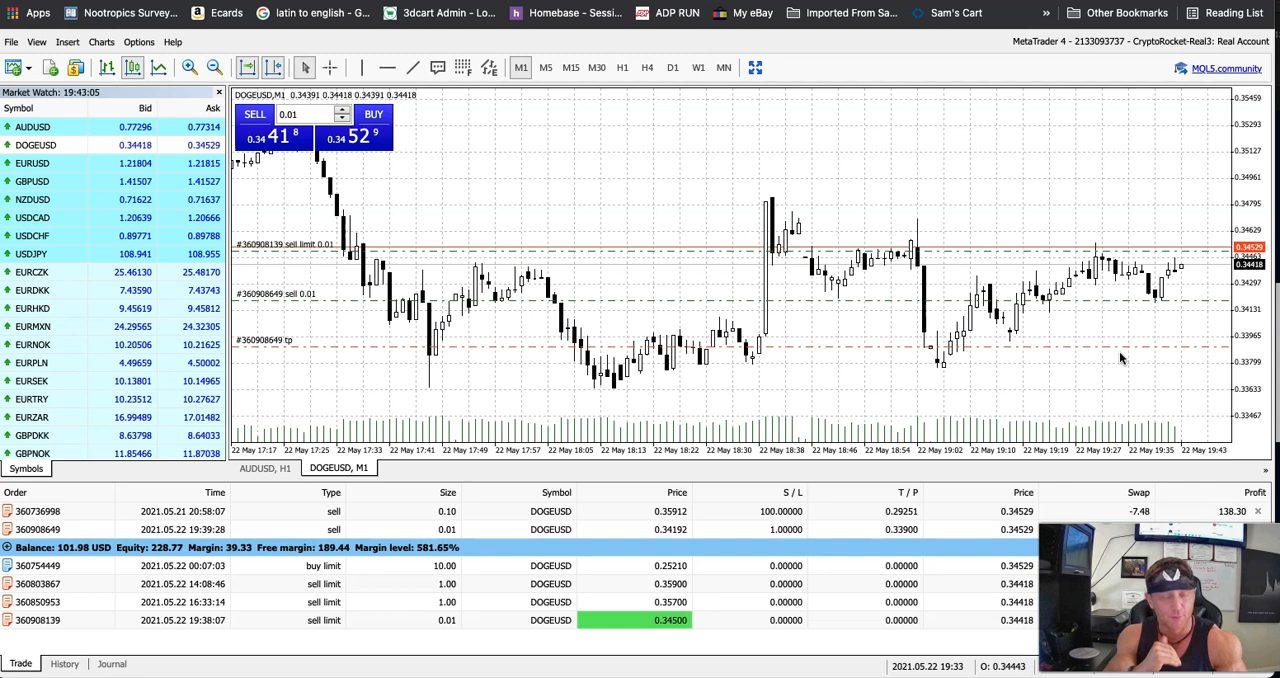 Apps Nootropics Survey... Ecards latin to english - G... 3dcart Admin - Lo... Homebase - Sessi... ADP RUN My eBay Imported From Sa... Sam's Cart » Other Bookmarks Reading List
File View Insert Charts Options Help MetaTrader 4 - 2133093737 - CryptoRocket-Real3: Real Account
M1 M5 M15 M30 H1 H4 D1 W1 MN MQL5.community
Market Watch: 19:43:05
Symbol Bid Ask
AUDUSD 0.77296 0.77314
DOGEUSD 0.34418 0.34529
EURUSD 1.21804 1.21815
GBPUSD 1.41507 1.41527
NZDUSD 0.71622 0.71637
USDCAD 1.20639 1.20666
USDCHF 0.89771 0.89788
USDJPY 108.941 108.955
EURCZK 25.46130 25.48170
EURDKK 7.43590 7.43743
EURHKD 9.45619 9.45812
EURMXN 24.29565 24.32305
EURNOK 10.20506 10.21625
EURPLN 4.49659 4.50002
EURSEK 10.13801 10.14965
EURTRY 10.23512 10.27627
EURZAR 16.99489 17.01482
GBPDKK 8.63798 8.64033
GBPNOK 11.85466 11.87038
Symbols
DOGEUSD,M1 0.34391 0.34418 0.34391 0.34418
SELL 0.01 BUY
0.34 41 8 0.34 52 9
#360908139 sell limit 0.01
#360908649 sell 0.01
#360908649 tp
0.35459
0.35293
0.35127
0.34961
0.34795
0.34629
0.34529
0.34463
0.34418
0.34297
0.34131
0.33965
0.33799
0.33633
0.33467
22 May 17:17 22 May 17:25 22 May 17:33 22 May 17:41 22 May 17:49 22 May 17:57 22 May 18:05 22 May 18:13 22 May 18:22 22 May 18:30 22 May 18:38 22 May 18:46 22 May 18:54 22 May 19:02 22 May 19:10 22 May 19:19 22 May 19:27 22 May 19:35 22 May 19:43
AUDUSD, H1 DOGEUSD, M1 »
Order Time Type Size Symbol Price S / L T / P Price Swap Profit
360736998 2021.05.21 20:58:07 sell 0.10 DOGEUSD 0.35912 100.00000 0.29251 0.34529 -7.48 138.30
360908649 2021.05.22 19:39:28 sell 0.01 DOGEUSD 0.34192 1.00000 0.33900 0.34529
Balance: 101.98 USD Equity: 228.77 Margin: 39.33 Free margin: 189.44 Margin level: 581.65%
360754449 2021.05.22 00:07:03 buy limit 10.00 DOGEUSD 0.25210 0.00000 0.00000 0.34529
360803867 2021.05.22 14:08:46 sell limit 1.00 DOGEUSD 0.35900 0.00000 0.00000 0.34418
360850953 2021.05.22 16:33:14 sell limit 1.00 DOGEUSD 0.35700 0.00000 0.00000 0.34418
360908139 2021.05.22 19:38:07 sell limit 0.01 DOGEUSD 0.34500 0.00000 0.00000 0.34418
Trade History Journal 2021.05.22 19:33 O: 0.34443